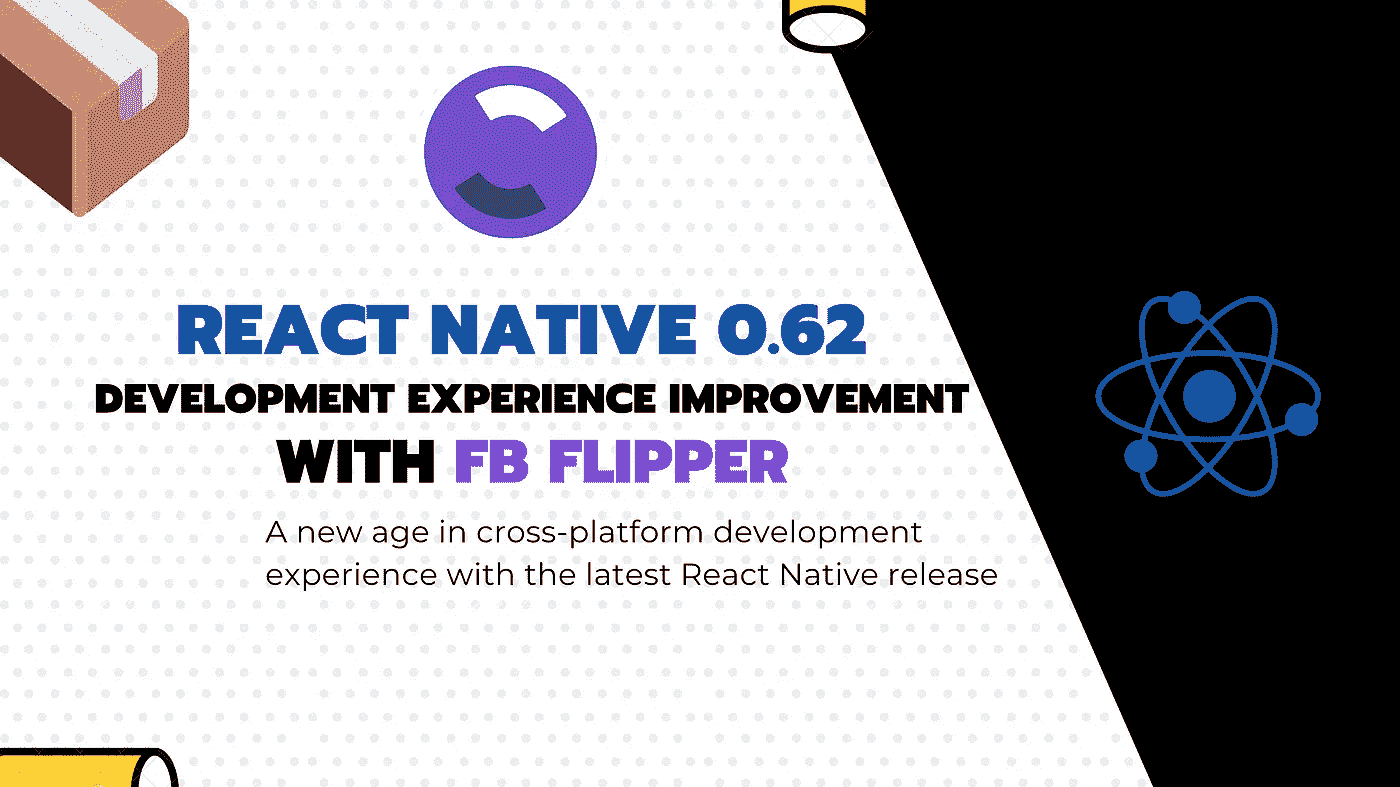 REACT NATIVE 0.62
DEVELOPMENT EXPERIENCE IMPROVEMENT
WITH FB FLIPPER
A new age in cross-platform development
experience with the latest React Native release